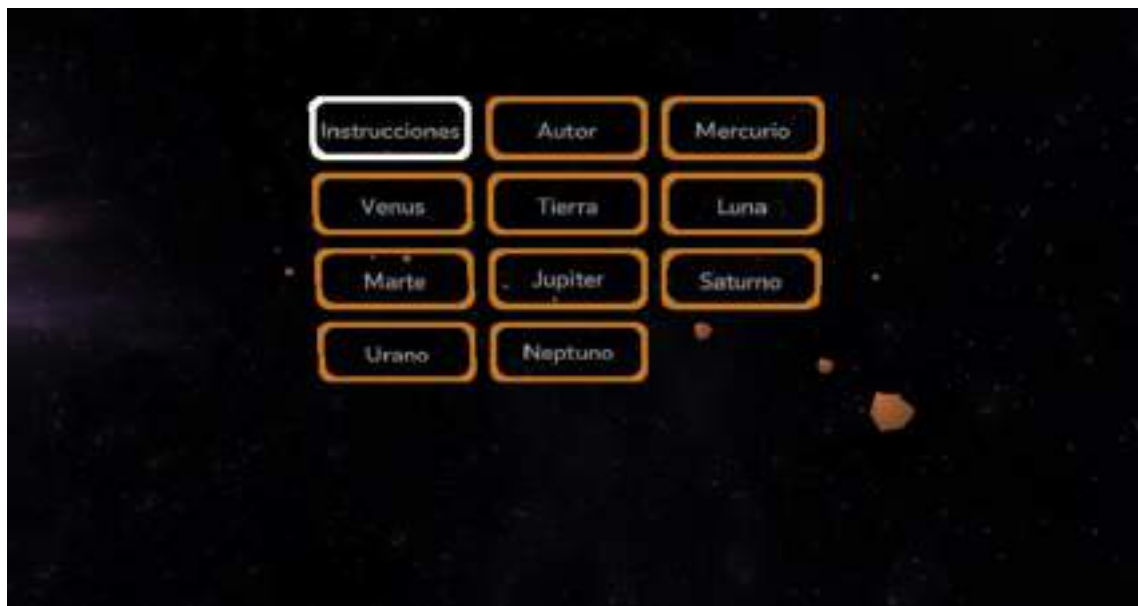 Instrucciones Autor Mercurio
Venus Tierra Luna
Marte Jupiter Saturno
Urano Neptuno